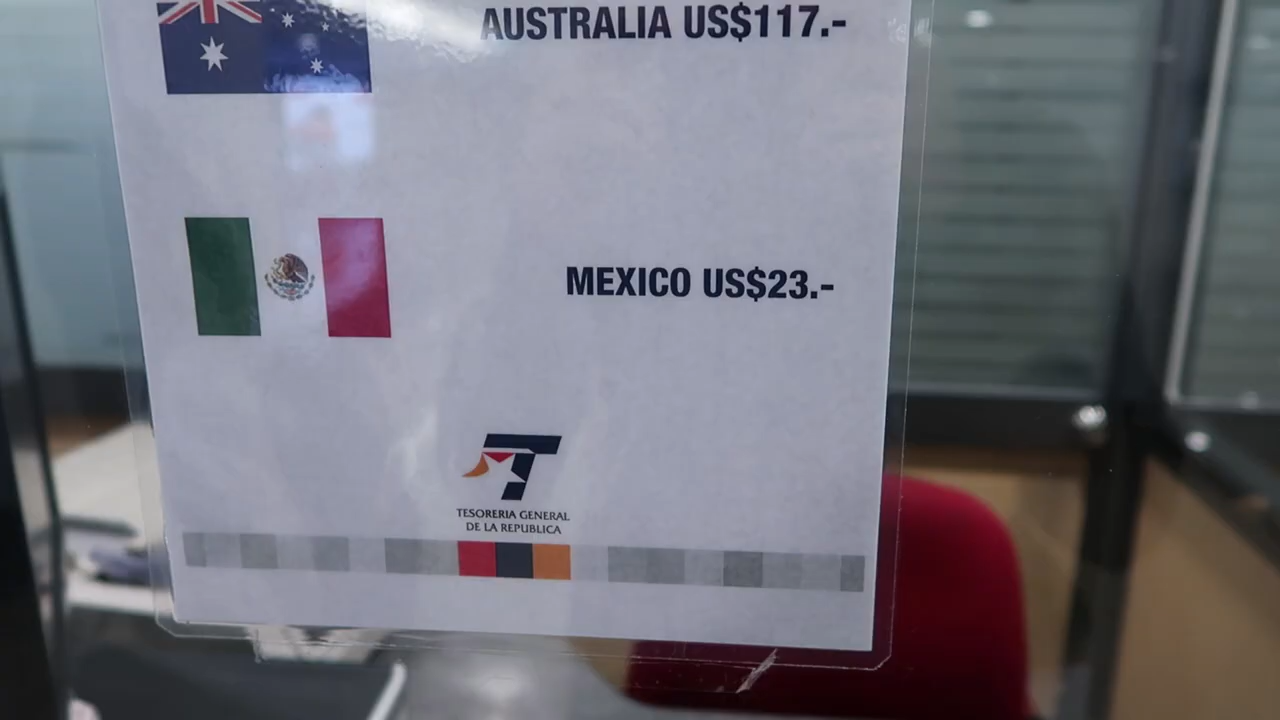 AUSTRALIA US$117.-
MEXICO US$23.-
TESORERIA GENERAL
DE LA REPUBLICA